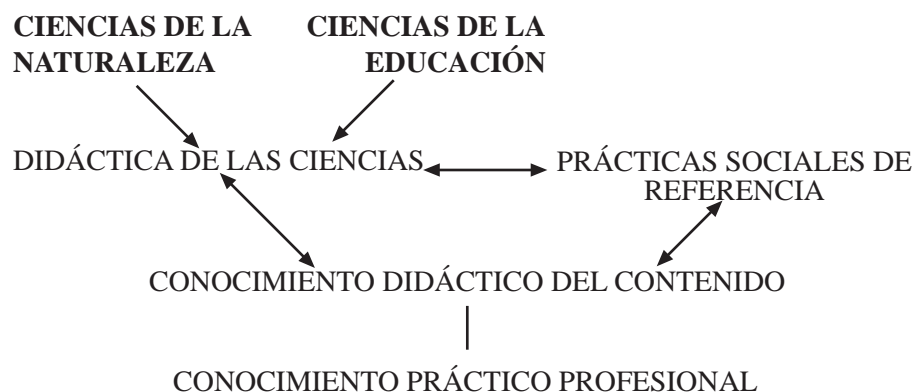 CIENCIAS DE LA NATURALEZA
CIENCIAS DE LA EDUCACIÓN
DIDÁCTICA DE LAS CIENCIAS
PRÁCTICAS SOCIALES DE REFERENCIA
CONOCIMIENTO DIDÁCTICO DEL CONTENIDO
CONOCIMIENTO PRÁCTICO PROFESIONAL